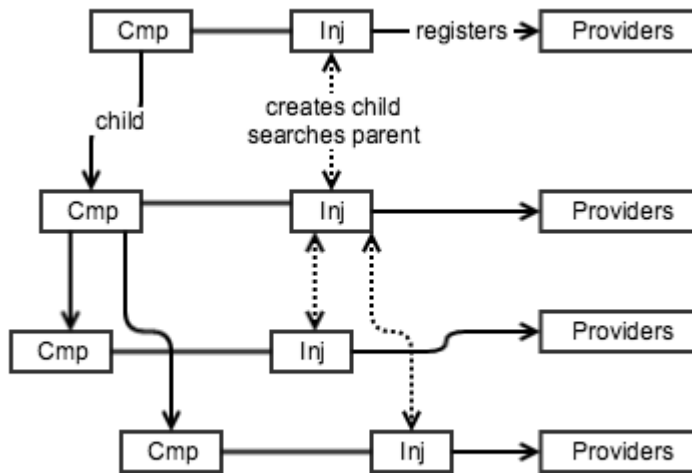 Cmp
Inj
registers
Providers
child
creates child
searches parent
Cmp
Inj
Providers
Cmp
Inj
Providers
Cmp
Inj
Providers